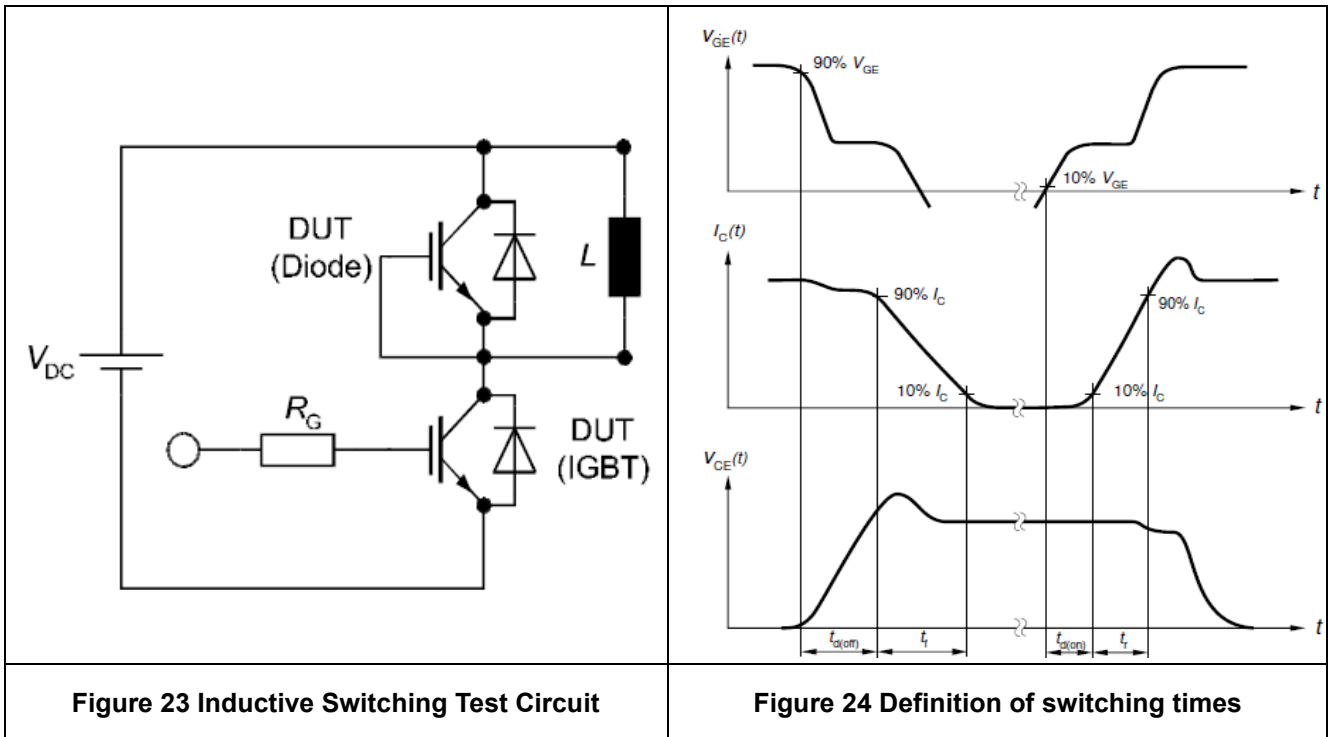 DUT
(Diode)
L
V_DC
R_G
DUT
(IGBT)
Figure 23 Inductive Switching Test Circuit
V_GE(t)
90% V_GE
10% V_GE
t
I_C(t)
90% I_C
90% I_C
10% I_C
10% I_C
t
V_CE(t)
t
t_d(off)
t_f
t_d(on)
t_r
Figure 24 Definition of switching times